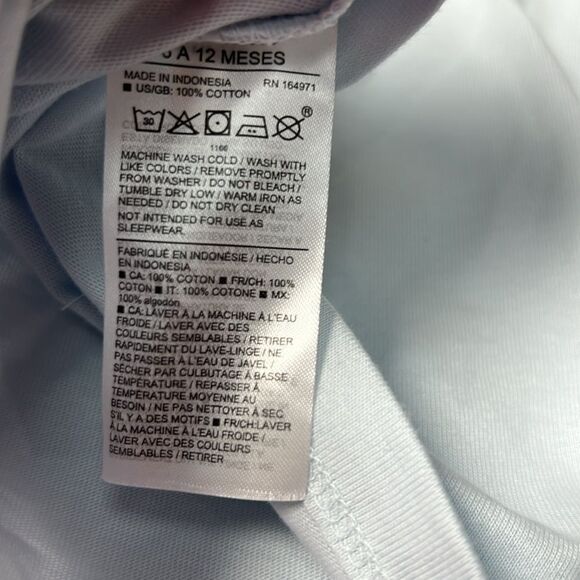 A 12 MESES
MADE IN INDONESIA RN 164971
■ US/GB: 100% COTTON
30
®
1166
MACHINE WASH COLD / WASH WITH
LIKE COLORS / REMOVE PROMPTLY
FROM WASHER / DO NOT BLEACH /
TUMBLE DRY LOW / WARM IRON AS
NEEDED / DO NOT DRY CLEAN
NOT INTENDED FOR USE AS
SLEEPWEAR.
FABRIQUÉ EN INDONÉSIE / HECHO
EN INDONESIA
■ CA: 100% COTON ■ FR/CH: 100%
COTON ■ IT: 100% COTONE ■ MX:
100% algodón
■ CA: LAVER À LA MACHINE À L'EAU
FROIDE / LAVER AVEC DES
COULEURS SEMBLABLES / RETIRER
RAPIDEMENT DU LAVE-LINGE / NE
PAS PASSER À L'EAU DE JAVEL /
SÉCHER PAR CULBUTAGE À BASSE
TEMPÉRATURE / REPASSER À
TEMPÉRATURE MOYENNE AU
BESOIN / NE PAS NETTOYER À SEC
S'IL Y A DES MOTIFS ■ FR/CH:LAVER
À LA MACHINE À L'EAU FROIDE /
LAVER AVEC DES COULEURS
SEMBLABLES / RETIRER